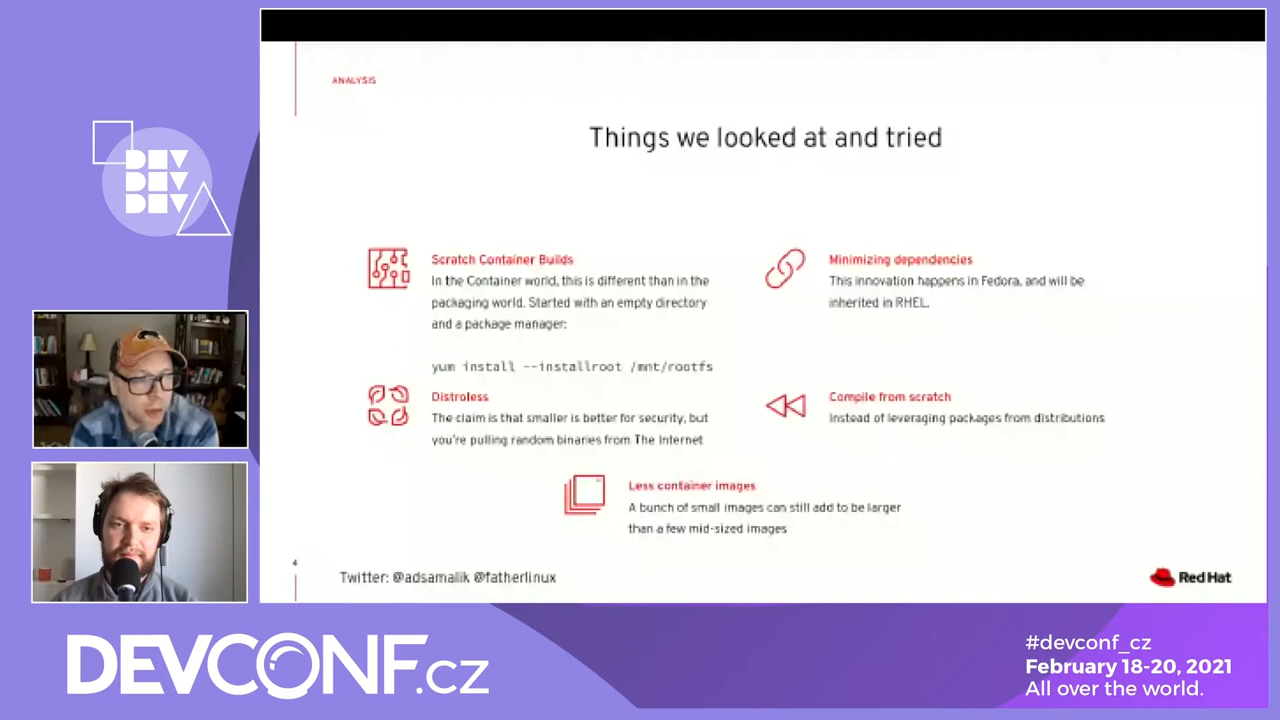 DEV
DEV
DEV
ANALYSIS
Things we looked at and tried
Scratch Container Builds
In the Container world, this is different than in the
packaging world. Started with an empty directory
and a package manager:
yum install --installroot /mnt/rootfs
Minimizing dependencies
This innovation happens in Fedora, and will be
inherited in RHEL.
Distroless
The claim is that smaller is better for security, but
you're pulling random binaries from The Internet
Compile from scratch
Instead of leveraging packages from distributions
Less container images
A bunch of small images can still add to be larger
than a few mid-sized images
4
Twitter: @adsamalik @fatherlinux
Red Hat
DEVCONF.cz
#devconf_cz
February 18-20, 2021
All over the world.